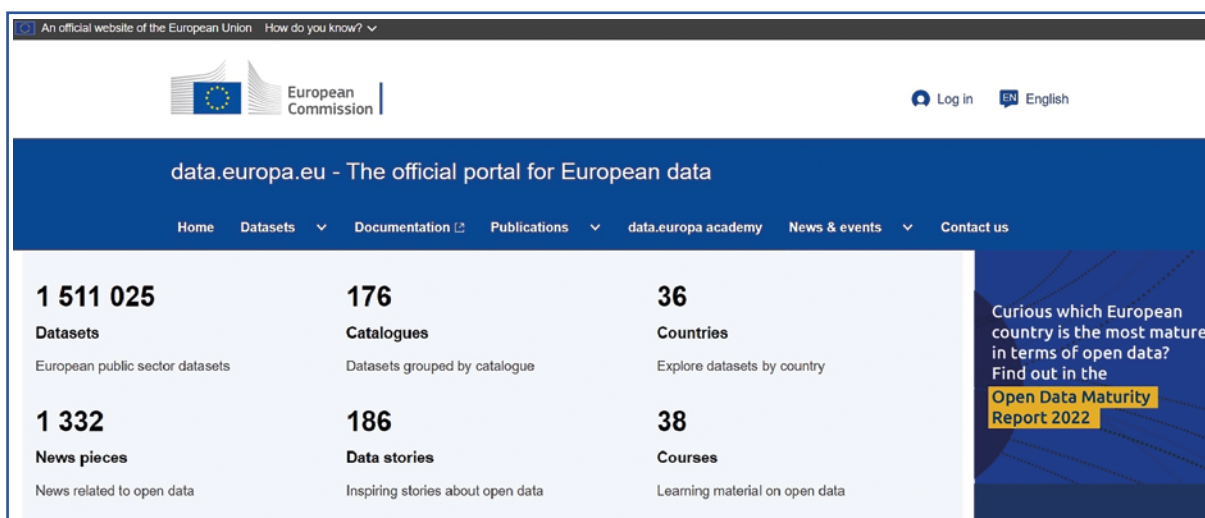 An official website of the European Union How do you know?
European
Commission
Log in EN English
data.europa.eu - The official portal for European data
Home Datasets Documentation Publications data.europa academy News & events Contact us
1 511 025 176 36
Datasets Catalogues Countries
European public sector datasets Datasets grouped by catalogue Explore datasets by country
1 332 186 38
News pieces Data stories Courses
News related to open data Inspiring stories about open data Learning material on open data
Curious which European
country is the most mature
in terms of open data?
Find out in the
Open Data Maturity
Report 2022